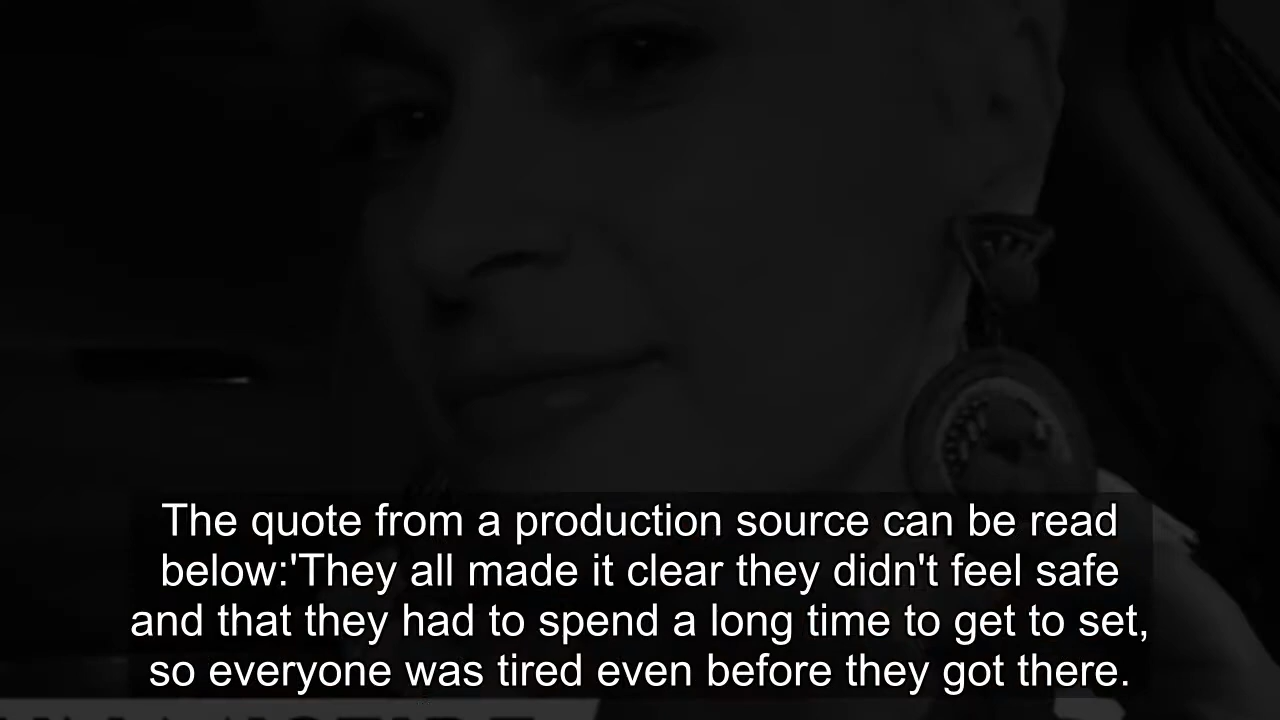 The quote from a production source can be read
below:'They all made it clear they didn't feel safe
and that they had to spend a long time to get to set,
so everyone was tired even before they got there.